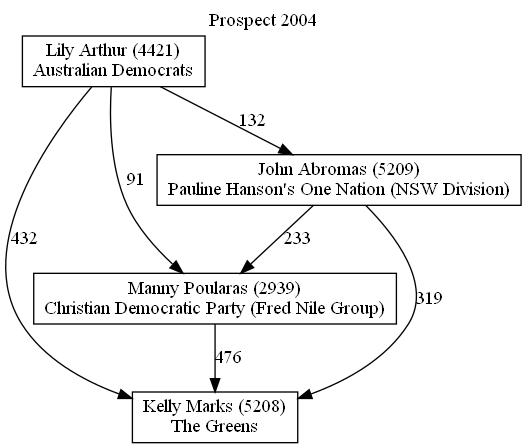 Prospect 2004
Lily Arthur (4421)
Australian Democrats
132
John Abromas (5209)
Pauline Hanson's One Nation (NSW Division)
91
432
233
Manny Poularas (2939)
Christian Democratic Party (Fred Nile Group)
319
476
Kelly Marks (5208)
The Greens